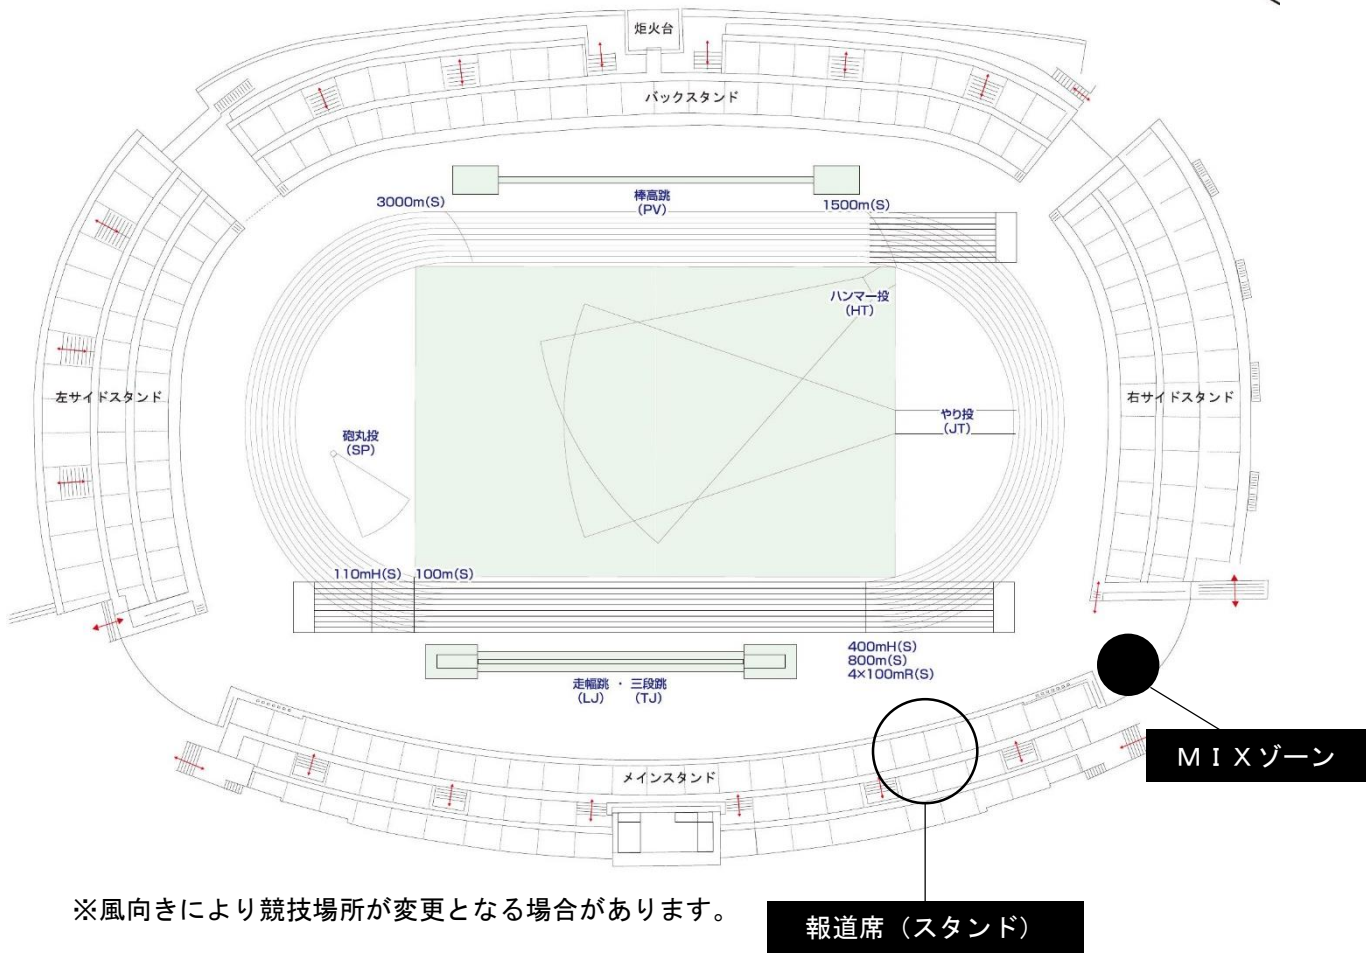 炬火台
バックスタンド
3000m(S)
棒高跳
(PV)
1500m(S)
ハンマー投
(HT)
左サイドスタンド
右サイドスタンド
やり投
(JT)
砲丸投
(SP)
110mH(S) 100m(S)
400mH(S)
800m(S)
4×100mR(S)
走幅跳 ・ 三段跳
(LJ) (TJ)
メインスタンド
ＭＩＸゾーン
※風向きにより競技場所が変更となる場合があります。
報道席（スタンド）